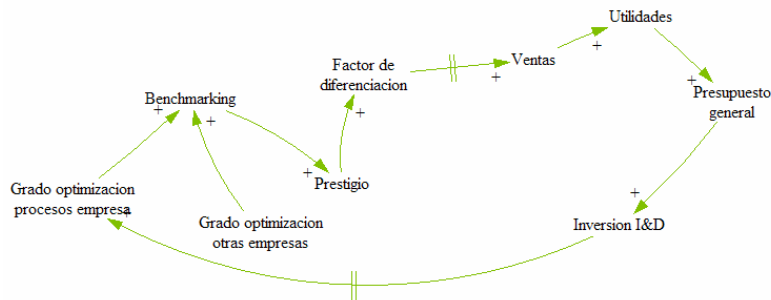 Utilidades
+
Ventas
+
Factor de
diferenciacion
+
+
Presupuesto
general
Benchmarking
+
+
+
Prestigio
+
Grado optimizacion
procesos empresa
+
Grado optimizacion
otras empresas
+
Inversion I&D